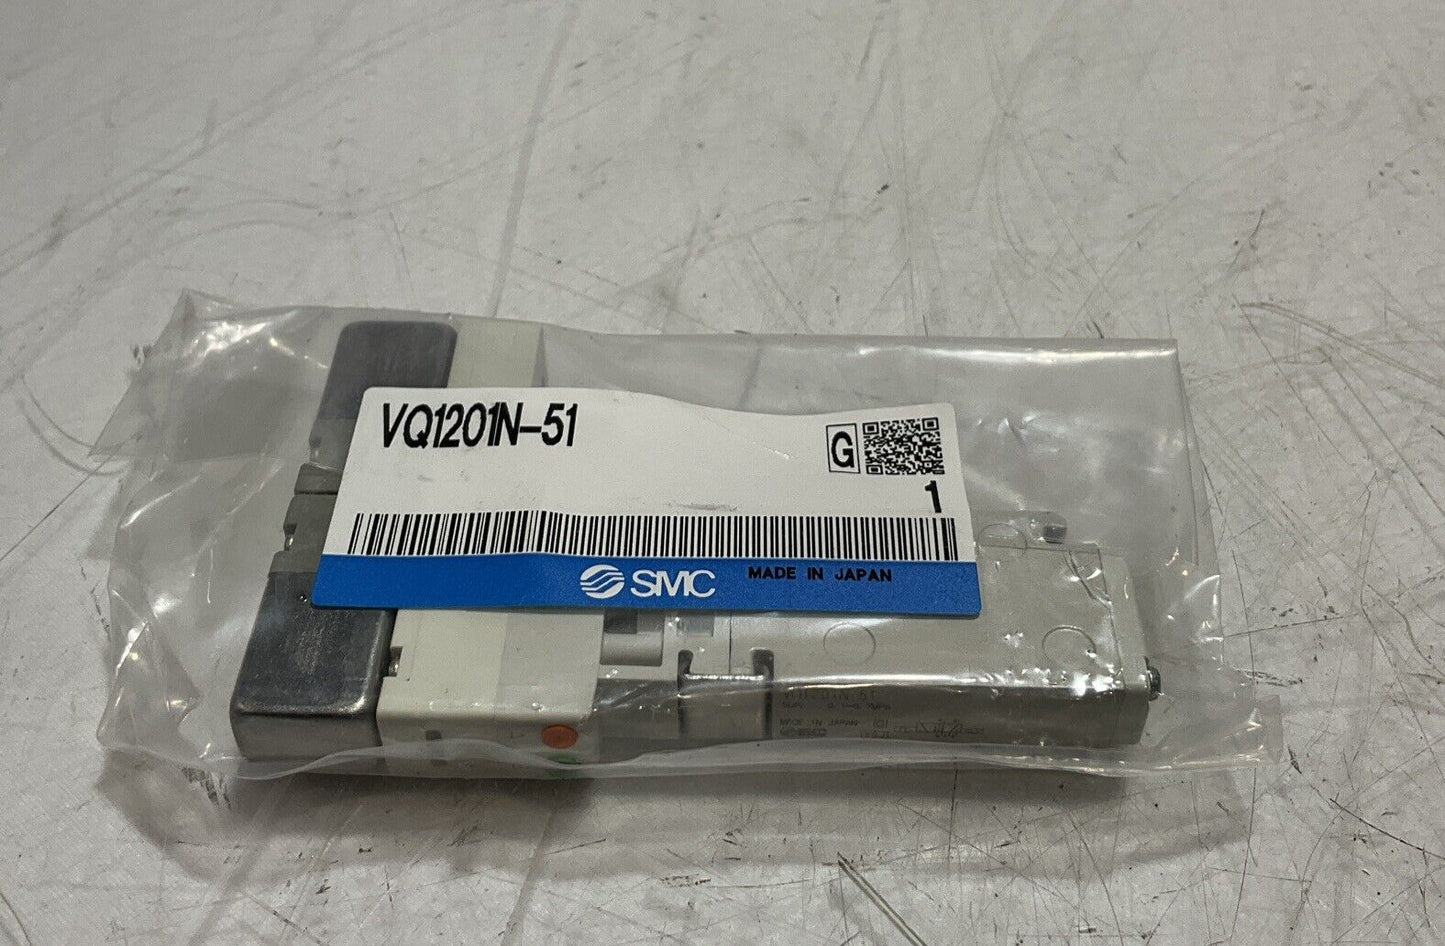 VQ1201N-51
G
1
SMC MADE IN JAPAN